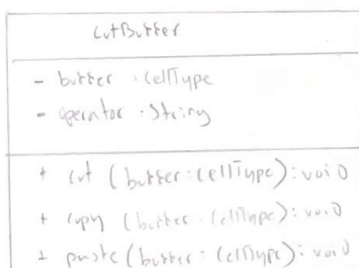 CutBuffer
- buffer : CellType
- operator : String
+ cut (buffer : CellType) : void
+ copy (buffer : CellType) : void
+ paste (buffer : CellType) : void